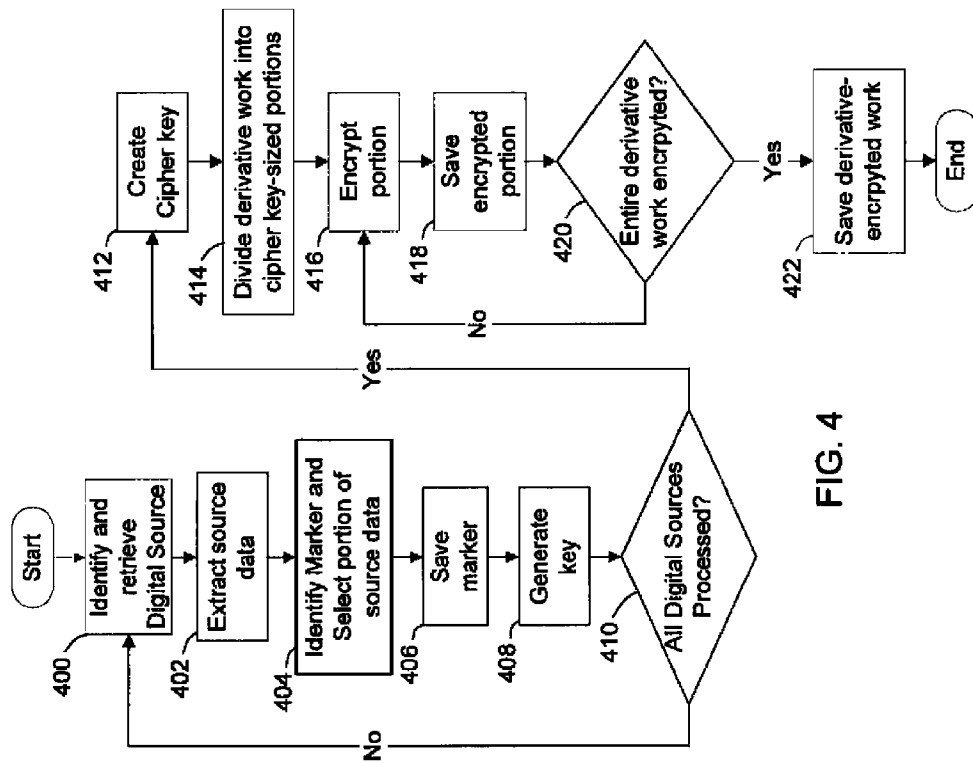 Start
400
Identify and
retrieve
Digital Source
402
Extract source
data
404
Identify Marker and
Select portion of
source data
406
Save
marker
408
Generate
key
410
All Digital Sources
Processed?
No
Yes
412
Create
Cipher key
414
Divide derivative work into
cipher key-sized portions
416
Encrypt
portion
418
Save
encrypted
portion
420
Entire derivative
work encrpyted?
No
Yes
422
Save derivative-
encrpyted work
End
FIG. 4